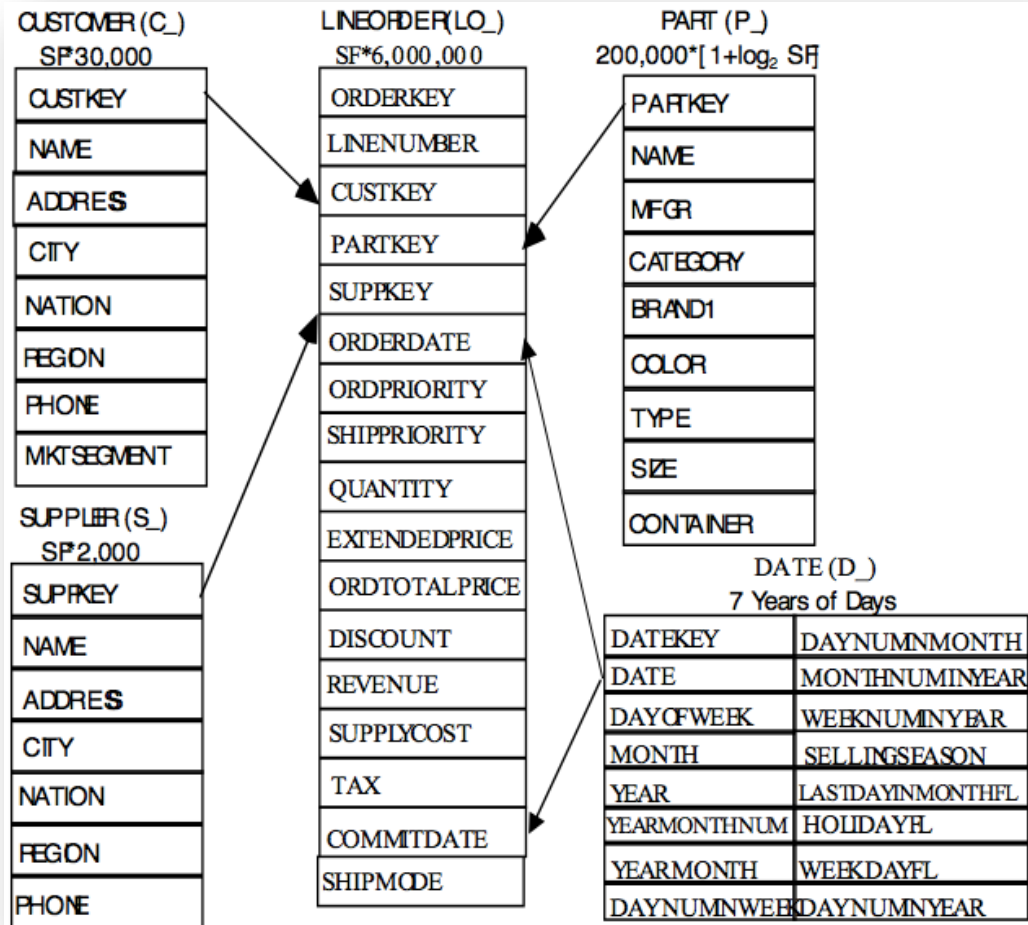 CUSTOMER (C_)
SF*30,000
CUSTKEY
NAME
ADDRESS
CITY
NATION
REGION
PHONE
MKTSEGMENT
SUPPLIER (S_)
SF*2,000
SUPPKEY
NAME
ADDRESS
CITY
NATION
REGION
PHONE
LINEORDER(LO_)
SF*6,000,000
ORDERKEY
LINENUMBER
CUSTKEY
PARTKEY
SUPPKEY
ORDERDATE
ORDPRIORITY
SHIPPRIORITY
QUANTITY
EXTENDEDPRICE
ORDTOTALPRICE
DISCOUNT
REVENUE
SUPPLYCOST
TAX
COMMITDATE
SHIPMODE
PART (P_)
200,000*[1+log₂ SF]
PARTKEY
NAME
MFGR
CATEGORY
BRAND1
COLOR
TYPE
SIZE
CONTAINER
DATE (D_)
7 Years of Days
DATEKEY DAYNUMINMONTH
DATE MONTHNUMINYEAR
DAYOFWEEK WEEKNUMINYEAR
MONTH SELLINGSEASON
YEAR LASTDAYINMONTHFL
YEARMONTHNUM HOLIDAYFL
YEARMONTH WEEKDAYFL
DAYNUMINWEEK DAYNUMINYEAR